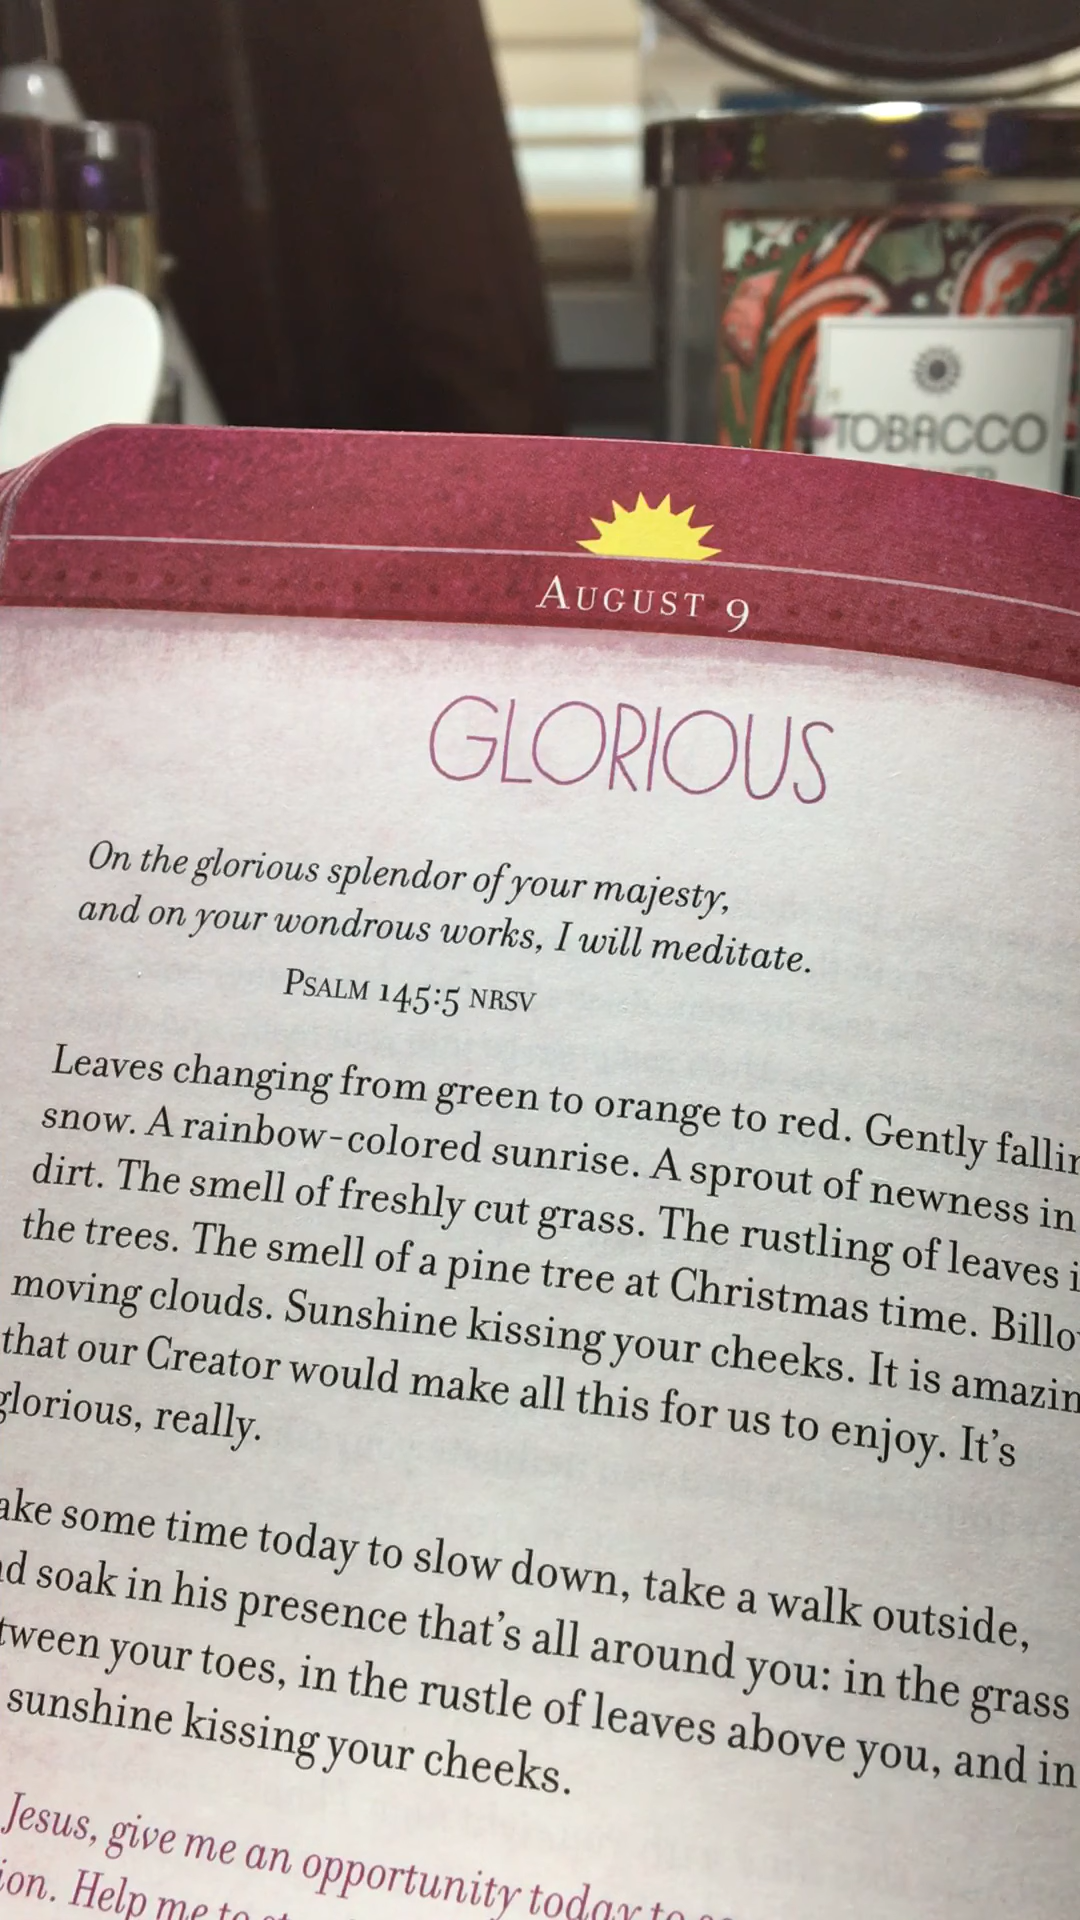 TOBACCO
AUGUST 9
GLORIOUS
On the glorious splendor of your majesty,
and on your wondrous works, I will meditate.
PSALM 145:5 NRSV
Leaves changing from green to orange to red. Gently
snow. A rainbow-colored sunrise. A sprout of newness in
dirt. The smell of freshly cut grass. The rustling of leaves
the trees. The smell of a pine tree at Christmas time.
moving clouds. Sunshine kissing your cheeks. It is
that our Creator would make all this for us to enjoy. It's
glorious, really.
some time today to slow down, take a walk outside,
soak in his presence that's all around you: in the grass
your toes, in the rustle of leaves above you, and in
sunshine kissing your cheeks.
Jesus, give me an opportunity today to
Help me to